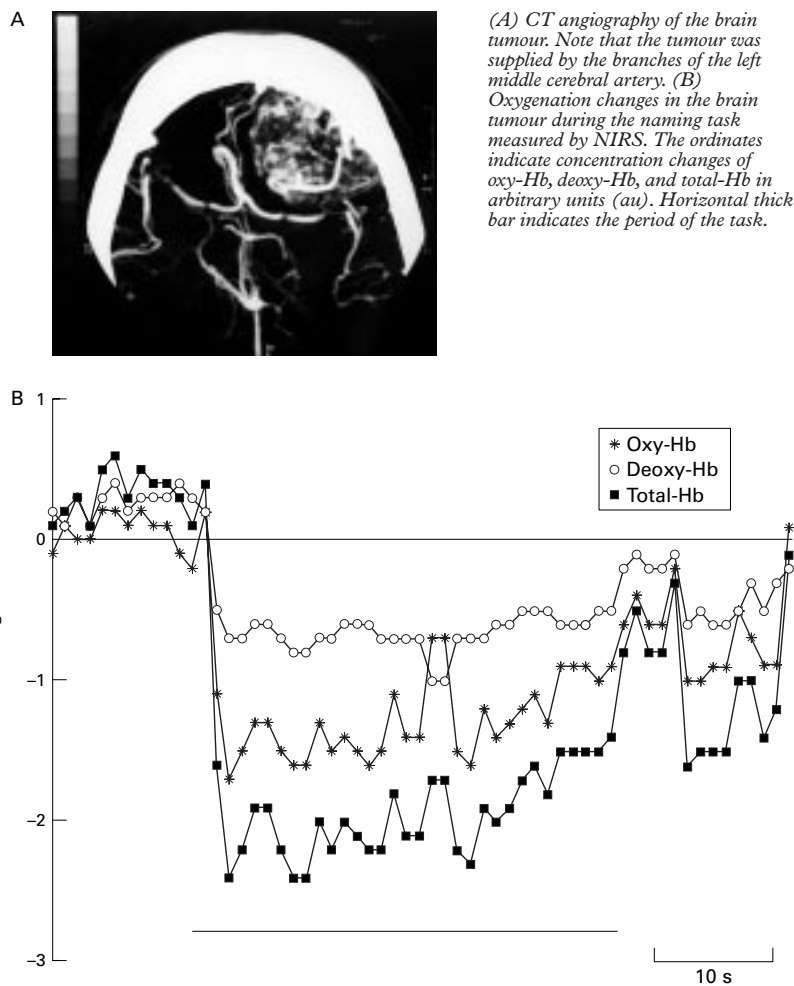 A
(A) CT angiography of the brain
tumour. Note that the tumour was
supplied by the branches of the left
middle cerebral artery. (B)
Oxygenation changes in the brain
tumour during the naming task
measured by NIRS. The ordinates
indicate concentration changes of
oxy-Hb, deoxy-Hb, and total-Hb in
arbitrary units (au). Horizontal thick
bar indicates the period of the task.
B
1
Oxy-Hb
Deoxy-Hb
Total-Hb
0
–1
–2
–3
10 s